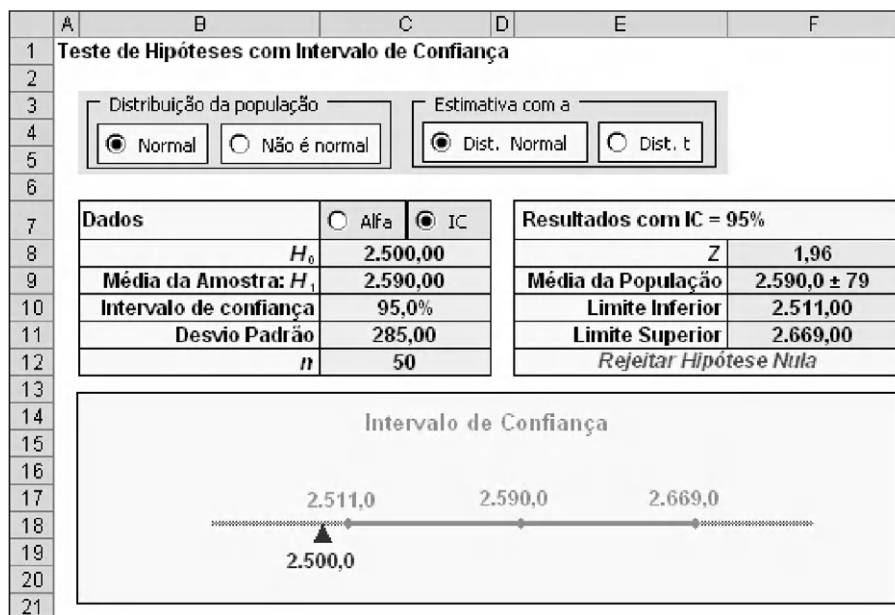 A B C D E F
1 Teste de Hipóteses com Intervalo de Confiança
2
3 Distribuição da população Estimativa com a
4 Normal Não é normal Dist. Normal Dist. t
5
6
7 Dados Alfa IC Resultados com IC = 95%
8 H₀ 2.500,00 Z 1,96
9 Média da Amostra: H₁ 2.590,00 Média da População 2.590,0 ± 79
10 Intervalo de confiança 95,0% Limite Inferior 2.511,00
11 Desvio Padrão 285,00 Limite Superior 2.669,00
12 n 50 Rejeitar Hipótese Nula
13
14 Intervalo de Confiança
15
16
17 2.511,0 2.590,0 2.669,0
18
19 2.500,0
20
21